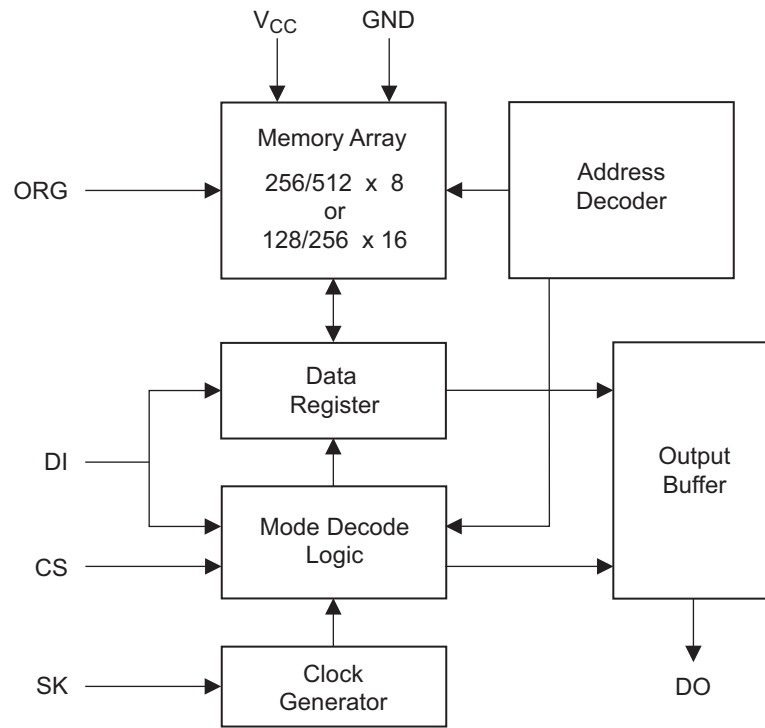 VCC
GND
Memory Array
256/512 x 8
or
128/256 x 16
Address
Decoder
ORG
Data
Register
DI
Output
Buffer
Mode Decode
Logic
CS
Clock
Generator
SK
DO